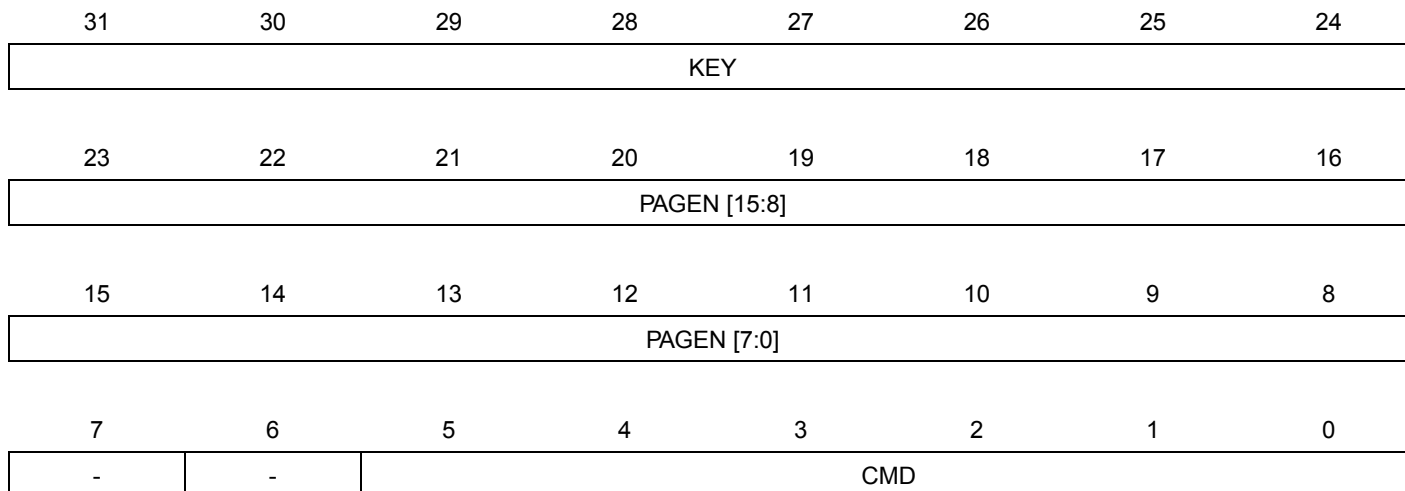 31 30 29 28 27 26 25 24
KEY
23 22 21 20 19 18 17 16
PAGEN [15:8]
15 14 13 12 11 10 9 8
PAGEN [7:0]
7 6 5 4 3 2 1 0
- - CMD